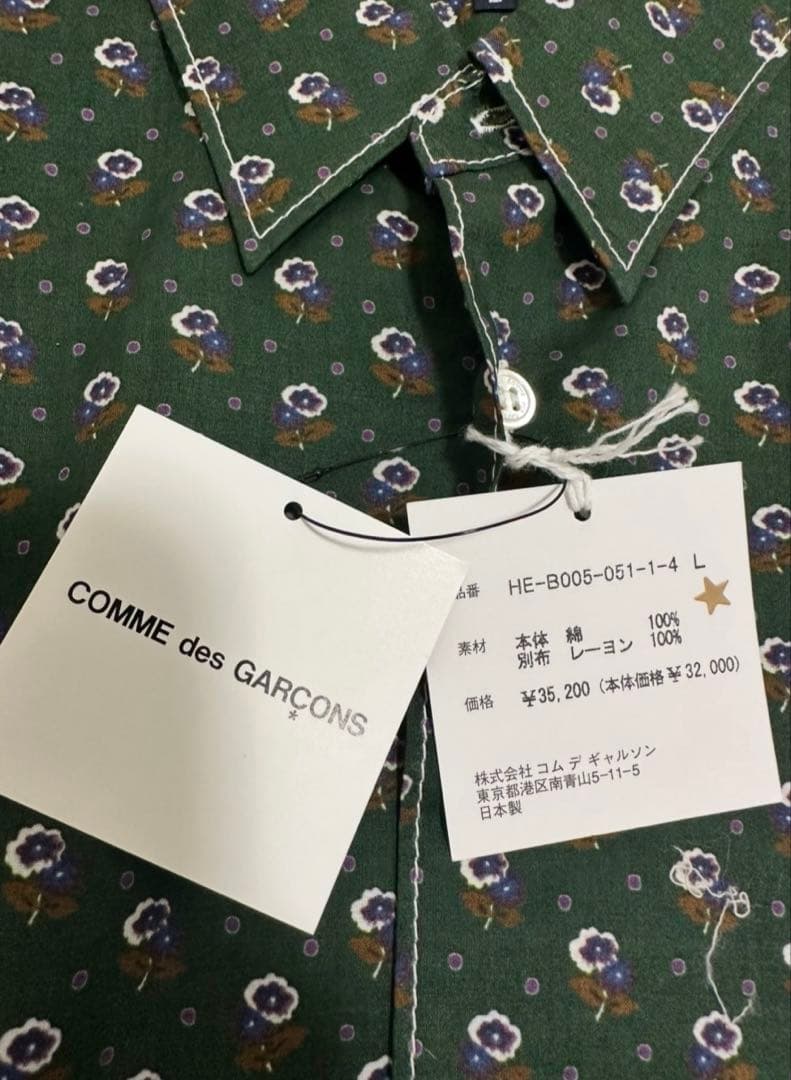 COMME des GARÇONS
品番 HE-B005-051-1-4 L
素材 本体 綿 100%
別布 レーヨン 100%
価格 ¥35,200 (本体価格¥32,000)
株式会社 コム デ ギャルソン
東京都港区南青山5-11-5
日本製